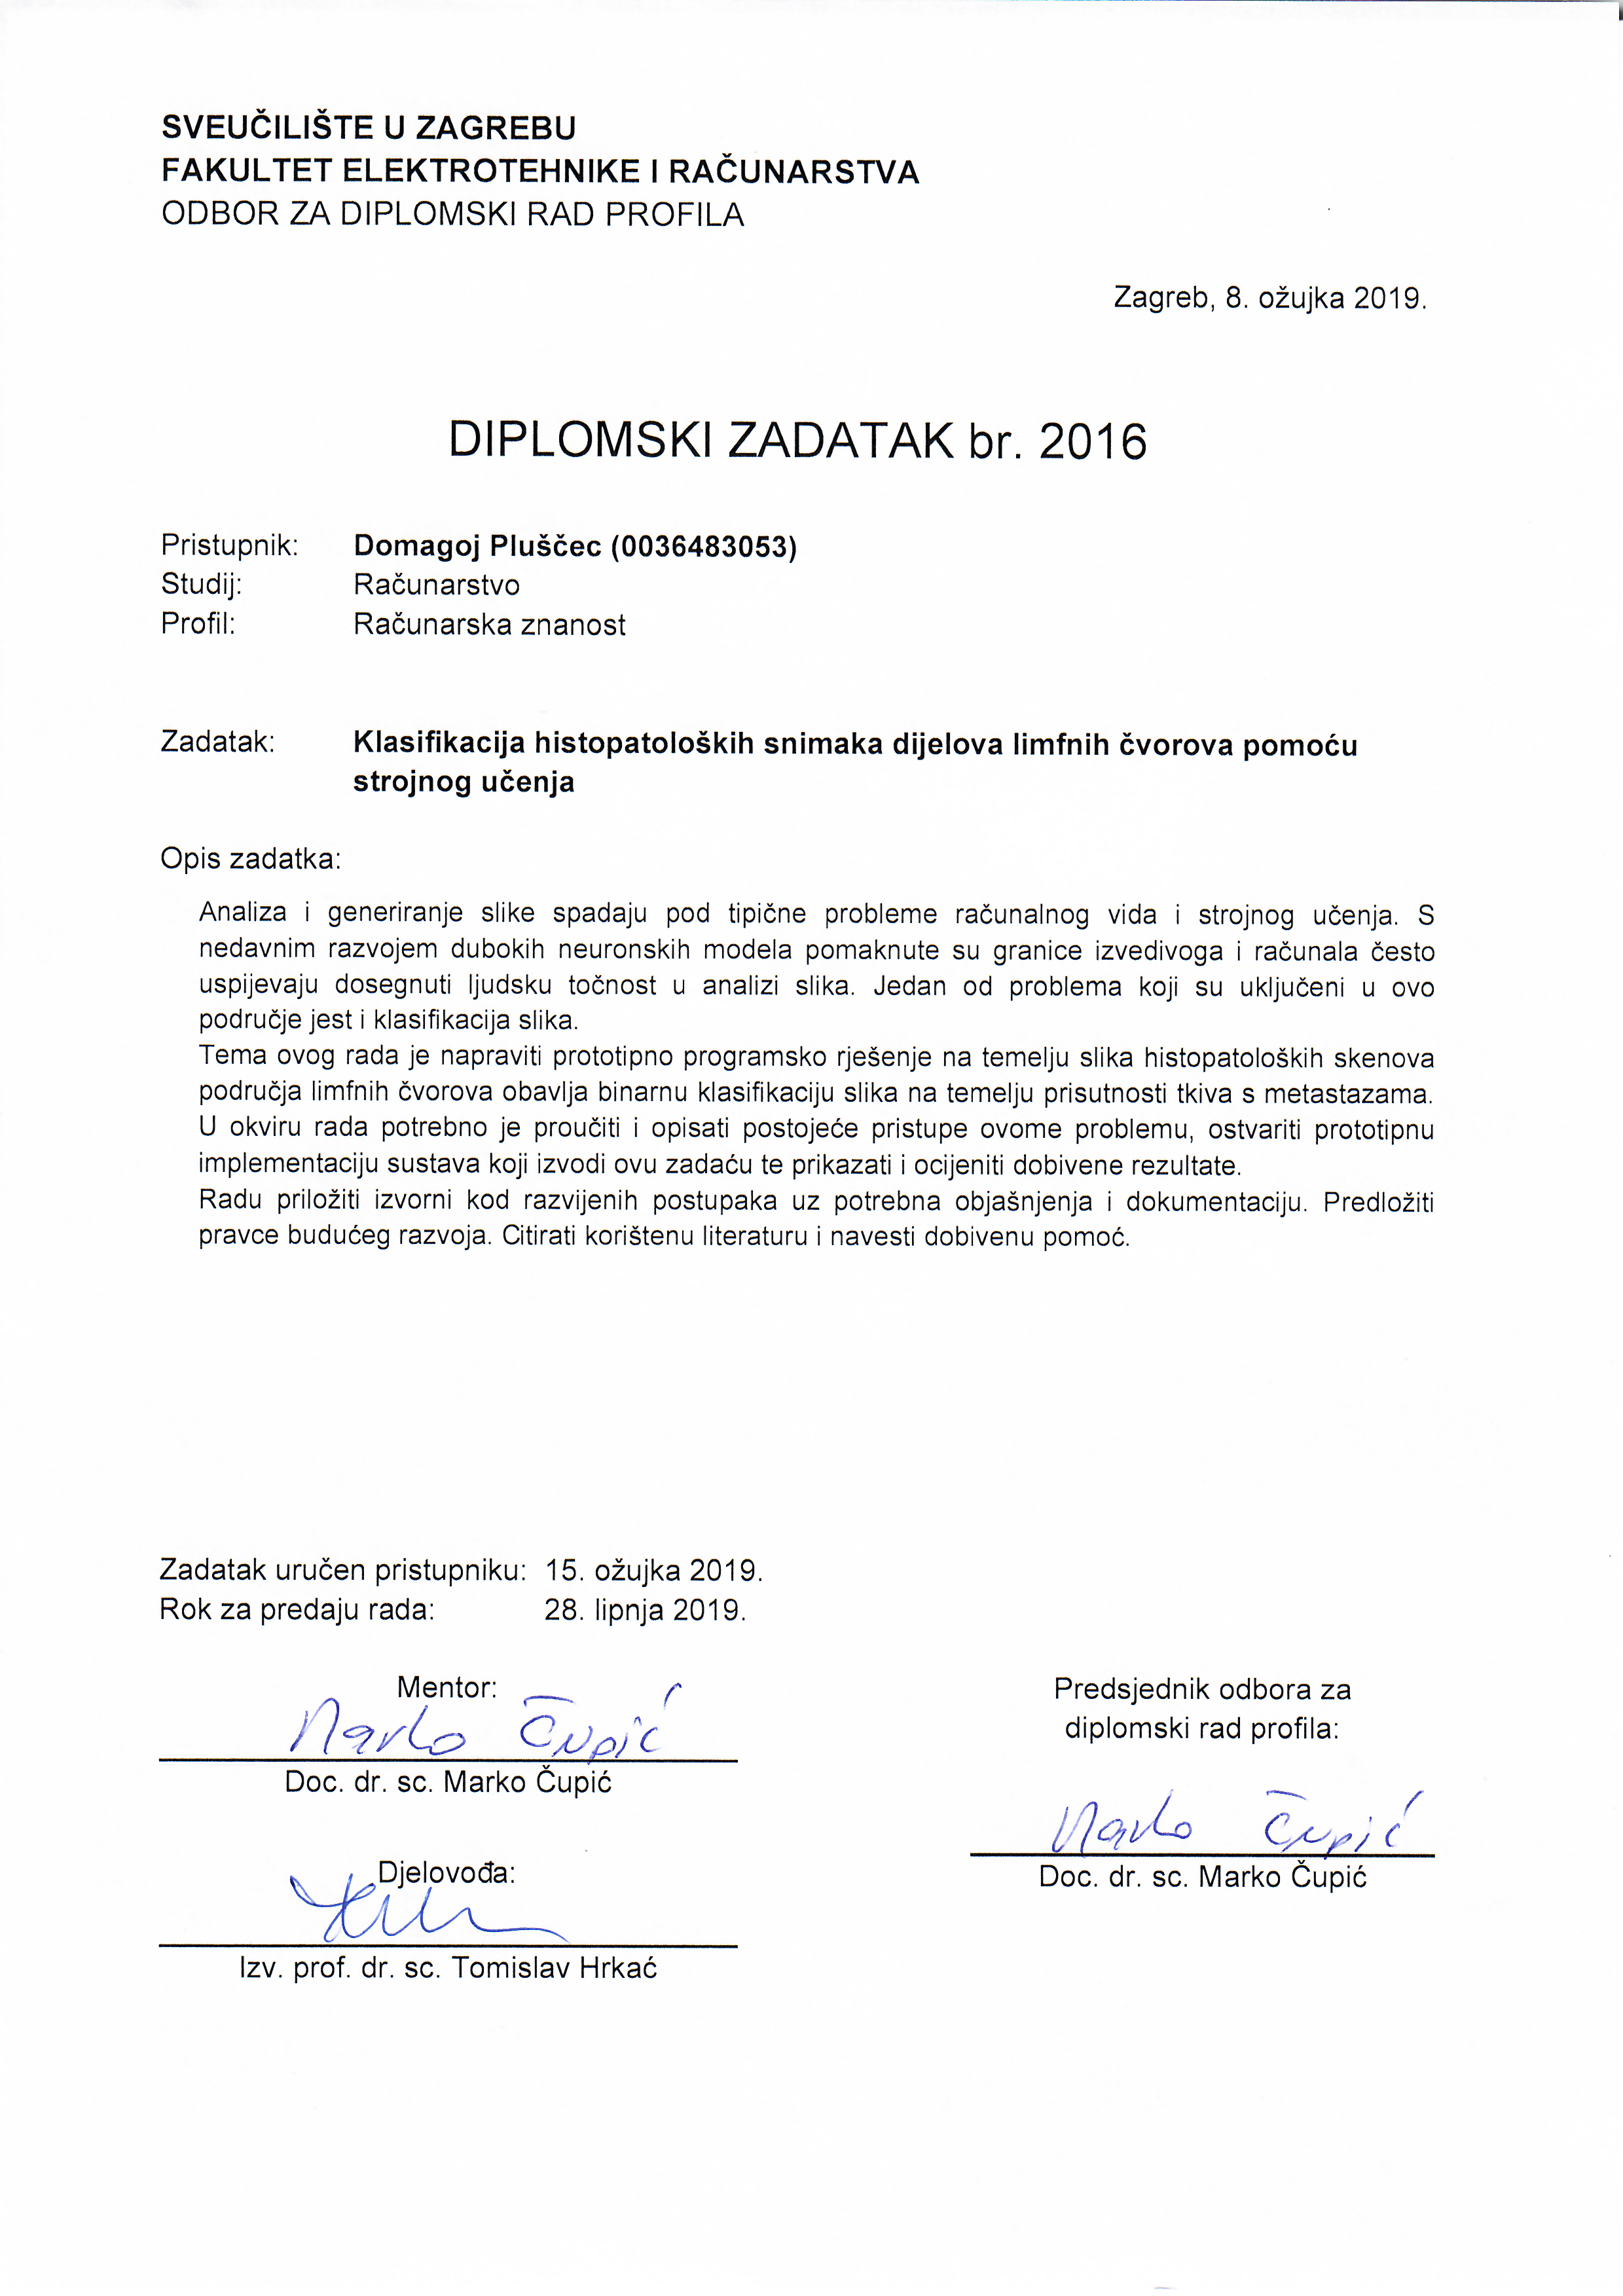 SVEUČILIŠTE U ZAGREBU
FAKULTET ELEKTROTEHNIKE I RAČUNARSTVA
ODBOR ZA DIPLOMSKI RAD PROFILA
Zagreb, 8. ožujka 2019.
DIPLOMSKI ZADATAK br. 2016
Pristupnik: Domagoj Pluščec (0036483053)
Studij: Računarstvo
Profil: Računarska znanost
Zadatak: Klasifikacija histopatoloških snimaka dijelova limfnih čvorova pomoću
strojnog učenja
Opis zadatka:
Analiza i generiranje slike spadaju pod tipične probleme računalnog vida i strojnog učenja. S
nedavnim razvojem dubokih neuronskih modela pomaknute su granice izvedivoga i računala često
uspijevaju dosegnuti ljudsku točnost u analizi slika. Jedan od problema koji su uključeni u ovo
područje jest i klasifikacija slika.
Tema ovog rada je napraviti prototipno programsko rješenje na temelju slika histopatoloških skenova
područja limfnih čvorova obavlja binarnu klasifikaciju slika na temelju prisutnosti tkiva s metastazama.
U okviru rada potrebno je proučiti i opisati postojeće pristupe ovome problemu, ostvariti prototipnu
implementaciju sustava koji izvodi ovu zadaću te prikazati i ocijeniti dobivene rezultate.
Radu priložiti izvorni kod razvijenih postupaka uz potrebna objašnjenja i dokumentaciju. Predložiti
pravce budućeg razvoja. Citirati korištenu literaturu i navesti dobivenu pomoć.
Zadatak uručen pristupniku: 15. ožujka 2019.
Rok za predaju rada: 28. lipnja 2019.
Mentor:
Marko Čupić
Doc. dr. sc. Marko Čupić
Djelovođa:
Izv. prof. dr. sc. Tomislav Hrkać
Predsjednik odbora za
diplomski rad profila:
Marko Čupić
Doc. dr. sc. Marko Čupić